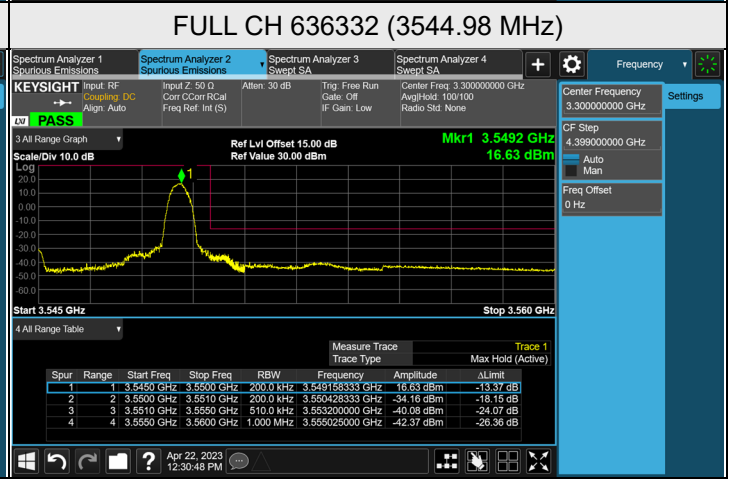 FULL CH 636332 (3544.98 MHz)
Spectrum Analyzer 1
Spurious Emissions
Spectrum Analyzer 2
Spurious Emissions
Spectrum Analyzer 3
Swept SA
Spectrum Analyzer 4
Swept SA
+
Frequency
KEYSIGHT
Input: RF
Coupling: DC
Align: Auto
Input Z: 50 Ω
Corr CCorr RCal
Freq Ref: Int (S)
Atten: 30 dB
Trig: Free Run
Gate: Off
IF Gain: Low
Center Freq: 3.300000000 GHz
Avg|Hold: 100/100
Radio Std: None
LXI PASS
Center Frequency
3.300000000 GHz
Settings
CF Step
4.399000000 GHz
Auto
Man
Freq Offset
0 Hz
3 All Range Graph
Scale/Div 10.0 dB
Ref Lvl Offset 15.00 dB
Ref Value 30.00 dBm
Mkr1 3.5492 GHz
16.63 dBm
Log
1
20.0
10.0
0.00
-10.0
-20.0
-30.0
-40.0
-50.0
-60.0
Start 3.545 GHz
Stop 3.560 GHz
4 All Range Table
Measure Trace Trace 1
Trace Type Max Hold (Active)
Spur Range Start Freq Stop Freq RBW Frequency Amplitude ΔLimit
1 1 3.5450 GHz 3.5500 GHz 200.0 kHz 3.549158333 GHz 16.63 dBm -13.37 dB
2 2 3.5500 GHz 3.5510 GHz 200.0 kHz 3.550428333 GHz -34.16 dBm -18.15 dB
3 3 3.5510 GHz 3.5550 GHz 510.0 kHz 3.553200000 GHz -40.08 dBm -24.07 dB
4 4 3.5550 GHz 3.5600 GHz 1.000 MHz 3.555025000 GHz -42.37 dBm -26.36 dB
?
Apr 22, 2023
12:30:48 PM